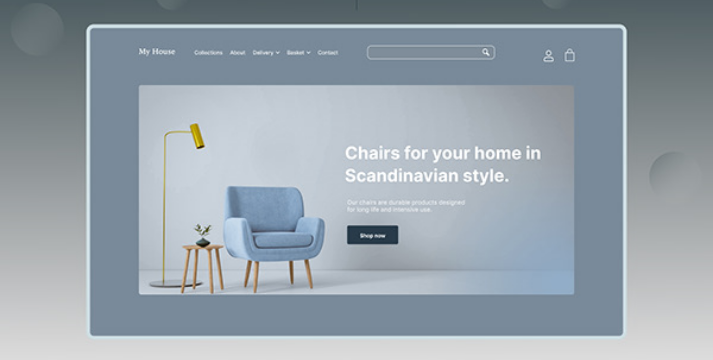 My House
Collections About Delivery Basket Contact
Chairs for your home in
Scandinavian style.
Our chairs are durable products designed
for long life and intensive use.
Shop now